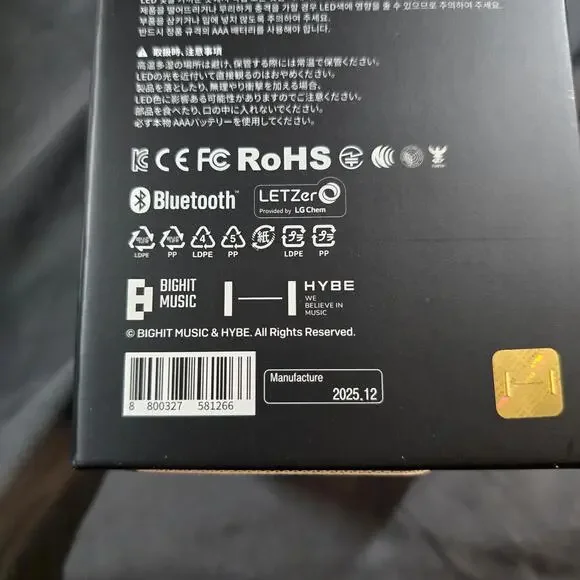 제품을 떨어뜨리거나 무리하게 충격을 가할 경우 LED색에 영향을 줄 수 있으므로 주의하여 주세요.
부품을 삼키거나 입에 넣지 않도록 주의하여 주세요.
반드시 정품 규격의 AAA 배터리를 사용해야 합니다.
取扱時、注意事項
高温多湿の場所は避け、保管する際には常温で保管ください。
LEDの光を近付いて直接観るのはおやめください。
製品を落としたり、無理やり衝撃を加える場合、
LED色に影響ある可能性がありますのでご注意ください。
部品を食べたり、口の中に入れないでください。
必ず本物 AAAバッテリーを使用してください。
CE FC RoHS
Bluetooth™ LETZero
Provided by LG Chem
4 5 紙
LDPE PP LDPE PP LDPE PP
BIGHIT
MUSIC
HYBE
WE
BELIEVE IN
MUSIC
© BIGHIT MUSIC & HYBE. All Rights Reserved.
8 800327 581266
Manufacture
2025.12